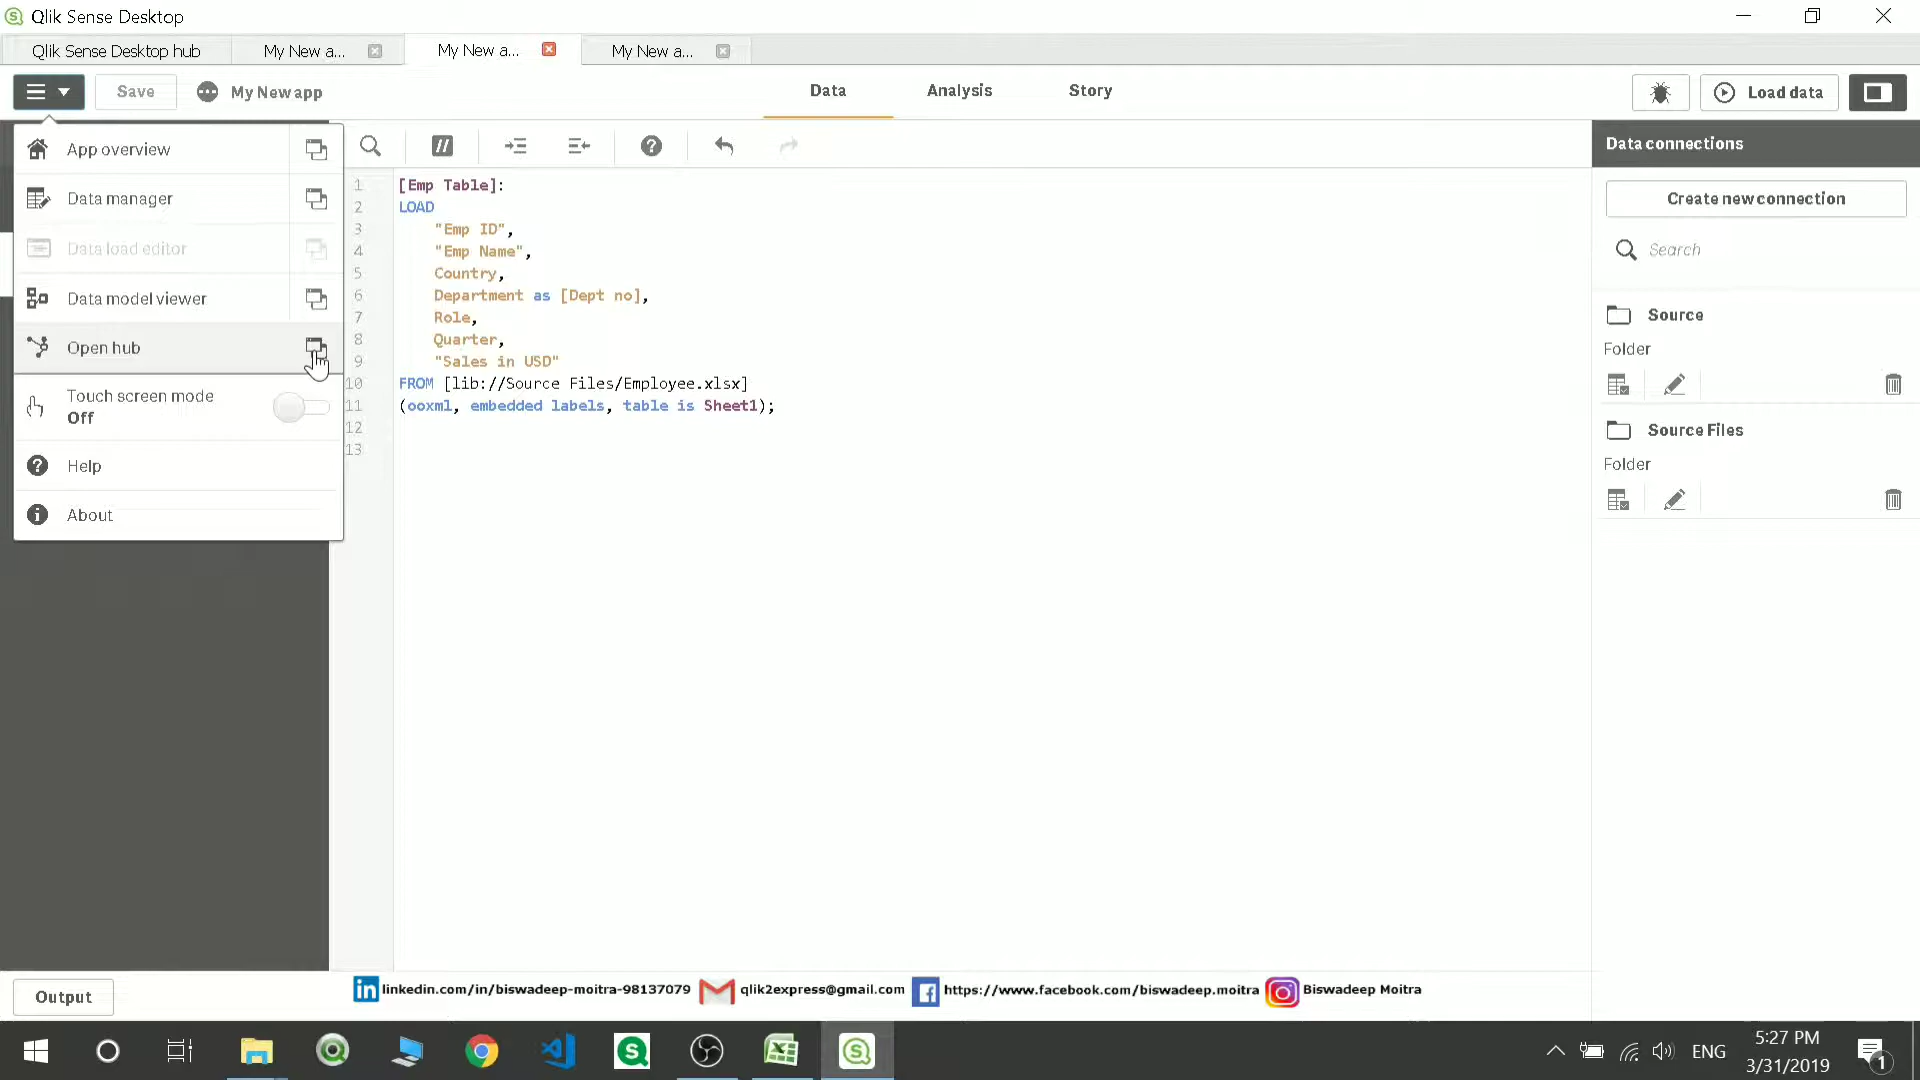 Qlik Sense Desktop
Qlik Sense Desktop hub
My New a...
My New a...
My New a...
Save
My New app
Data
Analysis
Story
Load data
App overview
Data manager
Data load editor
Data model viewer
Open hub
Touch screen mode
Off
Help
About
1 [Emp Table]:
2 LOAD
3 "Emp ID",
4 "Emp Name",
5 Country,
6 Department as [Dept no],
7 Role,
8 Quarter,
9 "Sales in USD"
10 FROM [lib://Source Files/Employee.xlsx]
11 (ooxml, embedded labels, table is Sheet1);
12
13
Data connections
Create new connection
Search
Source
Folder
Source Files
Folder
Output
linkedin.com/in/biswadeep-moitra-98137079
qlik2express@gmail.com
https://www.facebook.com/biswadeep.moitra
Biswadeep Moitra
ENG
5:27 PM
3/31/2019
1